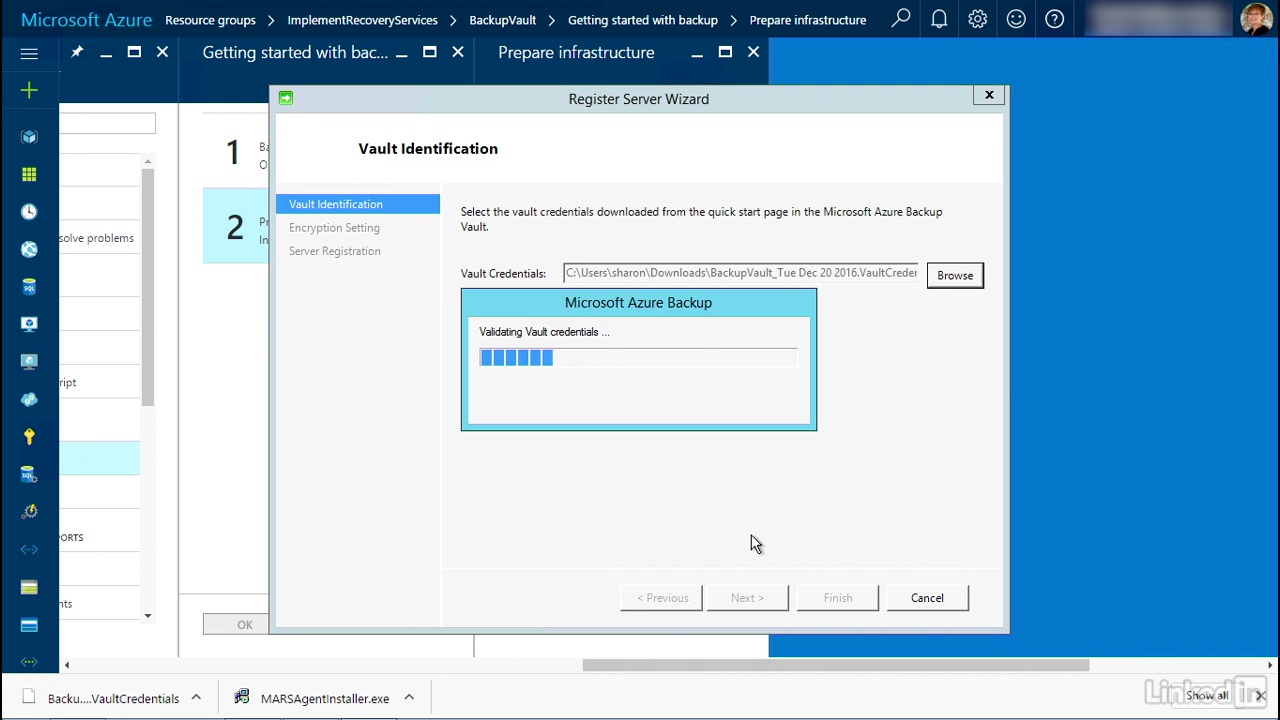 Microsoft Azure Resource groups > ImplementRecoveryServices > BackupVault > Getting started with backup > Prepare infrastructure
Getting started with bac...
Prepare infrastructure
Register Server Wizard
Vault Identification
1
Ba
O
2
Pr
In
Vault Identification
Encryption Setting
Server Registration
Select the vault credentials downloaded from the quick start page in the Microsoft Azure Backup
Vault.
Vault Credentials: C:\Users\sharon\Downloads\BackupVault_Tue Dec 20 2016.VaultCreder Browse
Microsoft Azure Backup
Validating Vault credentials ...
solve problems
ript
PORTS
nts
< Previous Next > Finish Cancel
OK
Backu....VaultCredentials
MARSAgentInstaller.exe
Linked in
Show all